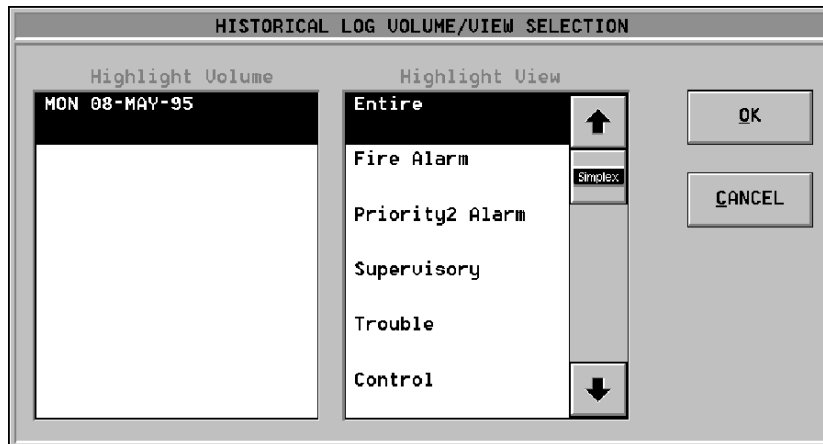 HISTORICAL LOG VOLUME/VIEW SELECTION
Highlight Volume
MON 08-MAY-95
Highlight View
Entire
Fire Alarm
Priority2 Alarm
Supervisory
Trouble
Control
Simplex
OK
CANCEL